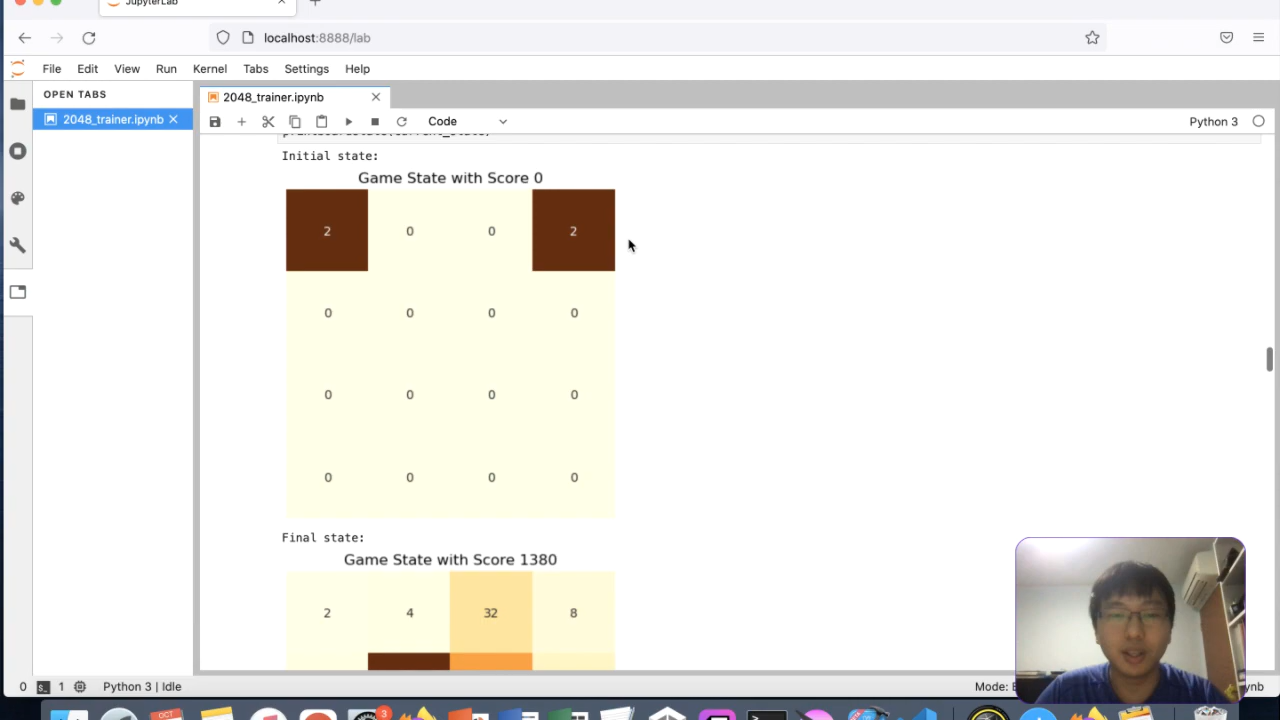 JupyterLab
localhost:8888/lab
File Edit View Run Kernel Tabs Settings Help
OPEN TABS
2048_trainer.ipynb
2048_trainer.ipynb
Code
Python 3
Initial state:
Game State with Score 0
2 0 0 2
0 0 0 0
0 0 0 0
0 0 0 0
Final state:
Game State with Score 1380
2 4 32 8
0 1 Python 3 | Idle
Mode:
ynb
OCT
3